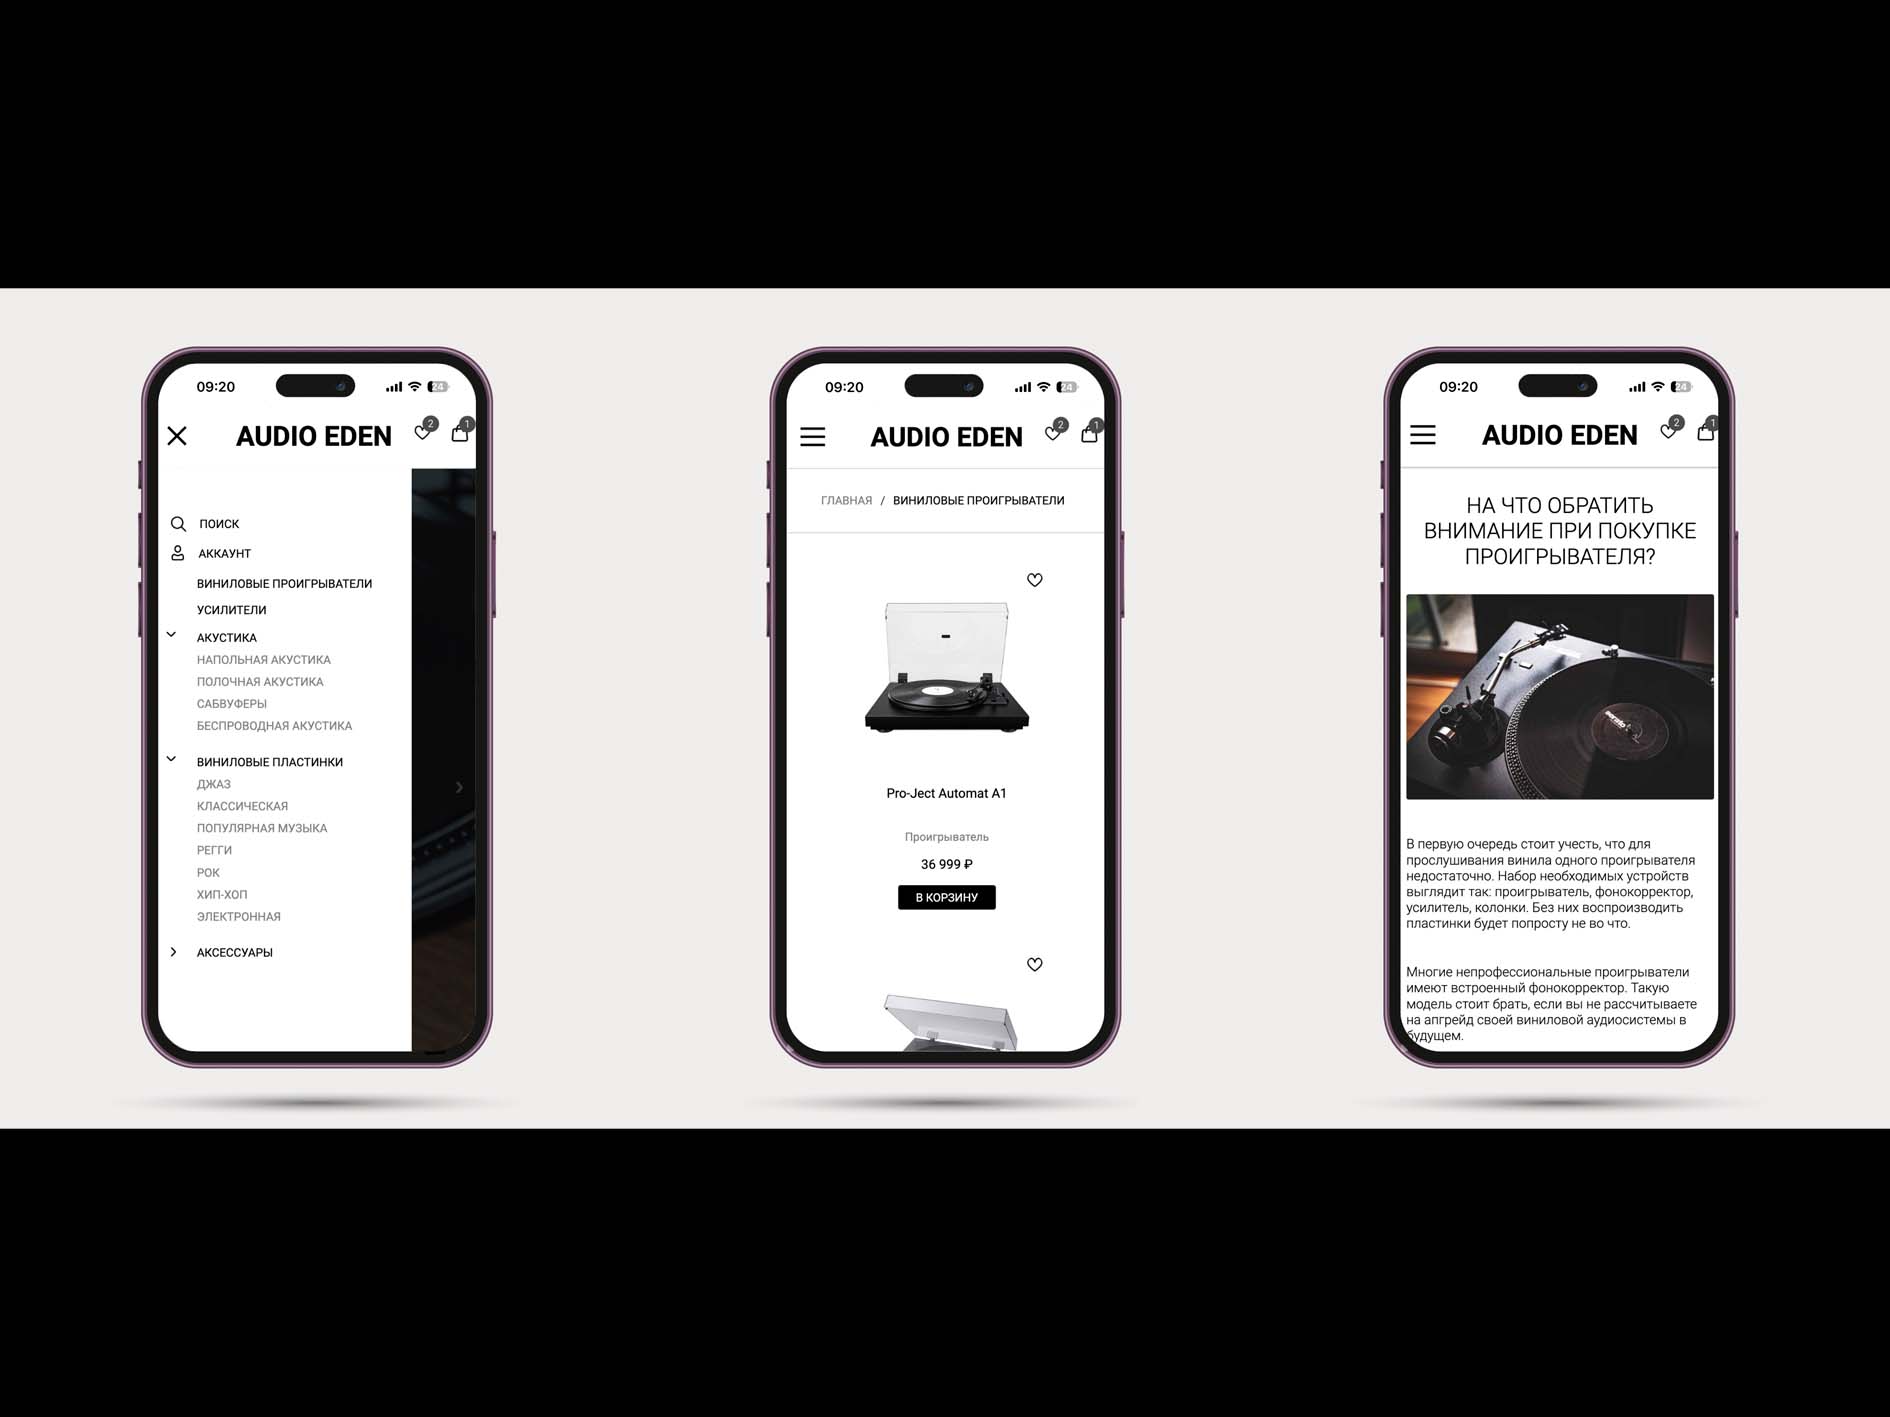 09:20
24
AUDIO EDEN
2
1
ПОИСК
АККАУНТ
ВИНИЛОВЫЕ ПРОИГРЫВАТЕЛИ
УСИЛИТЕЛИ
АКУСТИКА
НАПОЛЬНАЯ АКУСТИКА
ПОЛОЧНАЯ АКУСТИКА
САБВУФЕРЫ
БЕСПРОВОДНАЯ АКУСТИКА
ВИНИЛОВЫЕ ПЛАСТИНКИ
ДЖАЗ
КЛАССИЧЕСКАЯ
ПОПУЛЯРНАЯ МУЗЫКА
РЕГГИ
РОК
ХИП-ХОП
ЭЛЕКТРОННАЯ
АКСЕССУАРЫ
09:20
24
AUDIO EDEN
2
1
ГЛАВНАЯ / ВИНИЛОВЫЕ ПРОИГРЫВАТЕЛИ
Pro-Ject Automat A1
Проигрыватель
36 999 ₽
В КОРЗИНУ
09:20
24
AUDIO EDEN
2
1
НА ЧТО ОБРАТИТЬ
ВНИМАНИЕ ПРИ ПОКУПКЕ
ПРОИГРЫВАТЕЛЯ?
serato
В первую очередь стоит учесть, что для
прослушивания винила одного проигрывателя
недостаточно. Набор необходимых устройств
выглядит так: проигрыватель, фонокорректор,
усилитель, колонки. Без них воспроизводить
пластинки будет попросту не во что.
Многие непрофессиональные проигрыватели
имеют встроенный фонокорректор. Такую
модель стоит брать, если вы не рассчитываете
на апгрейд своей виниловой аудиосистемы в
будущем.